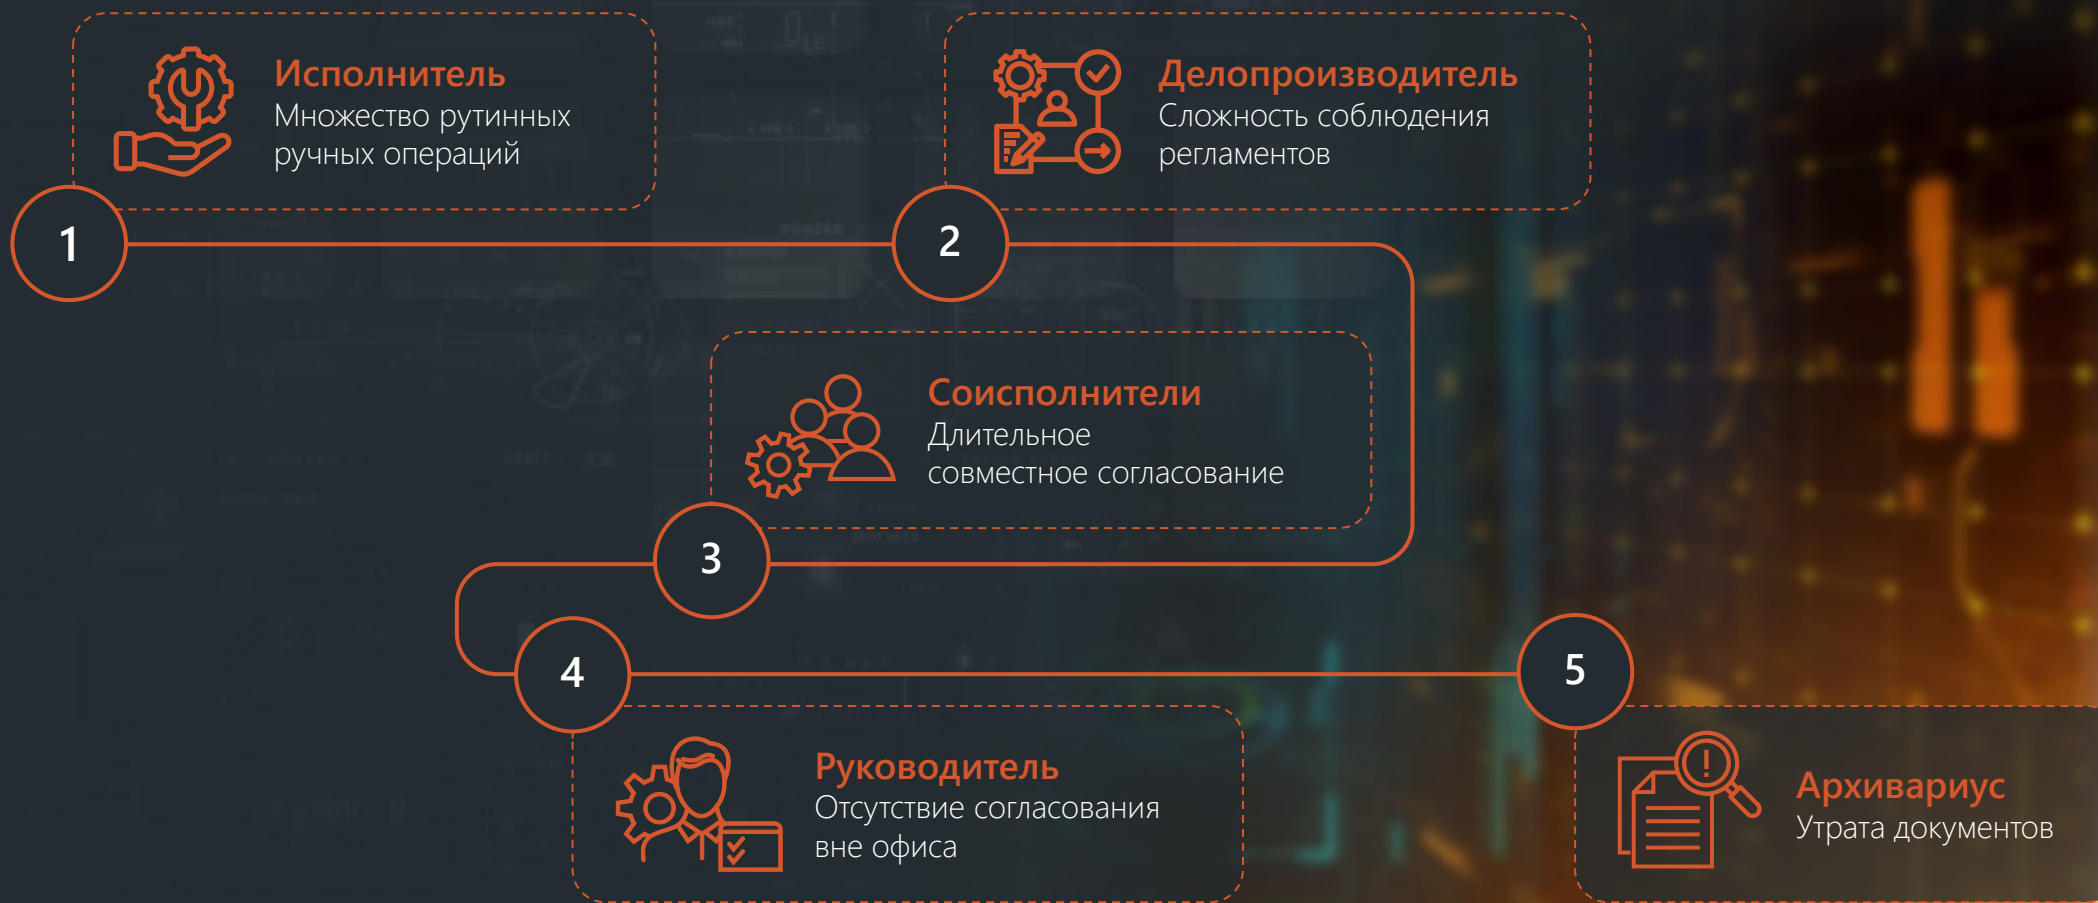 1
Исполнитель
Множество рутинных
ручных операций
2
Делопроизводитель
Сложность соблюдения
регламентов
3
Соисполнители
Длительное
совместное согласование
4
Руководитель
Отсутствие согласования
вне офиса
5
Архивариус
Утрата документов